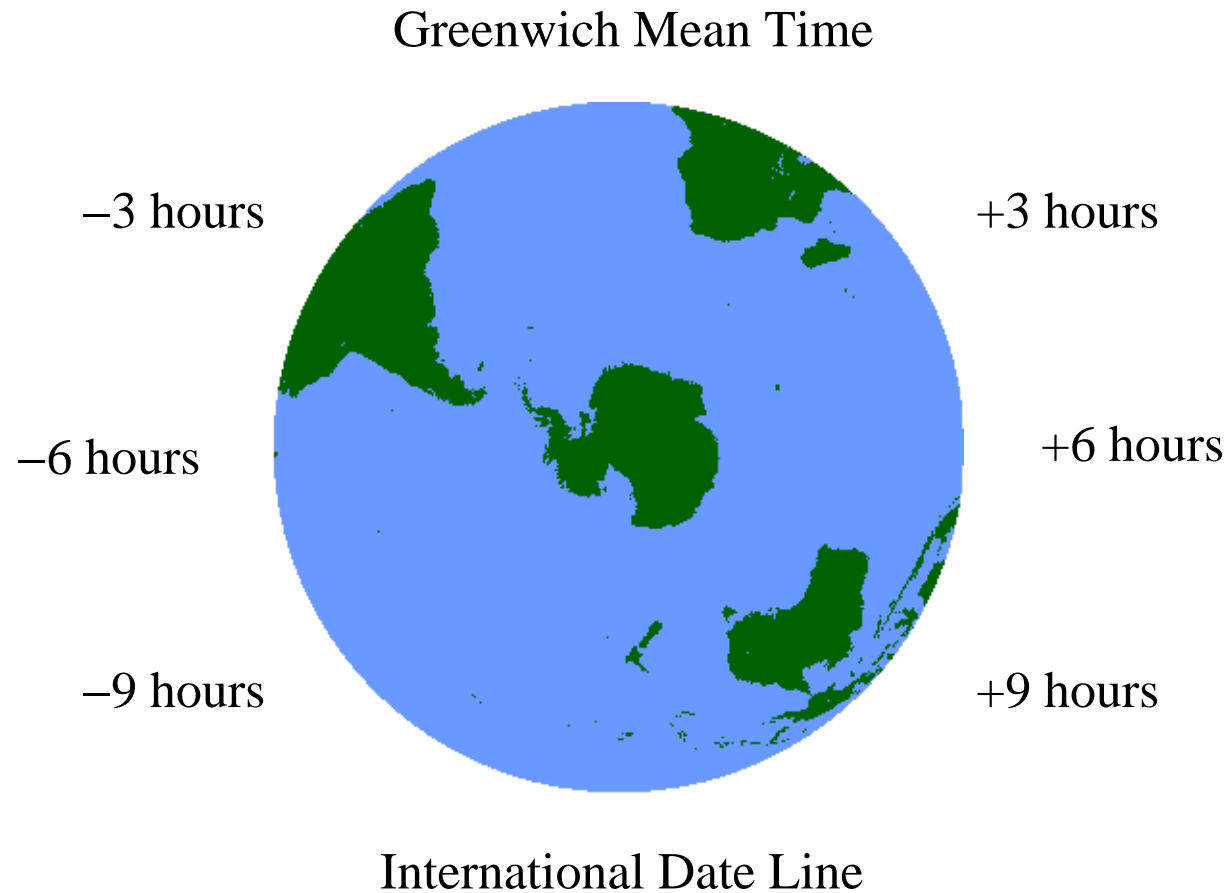 Greenwich Mean Time
−3 hours
+3 hours
−6 hours
+6 hours
−9 hours
+9 hours
International Date Line